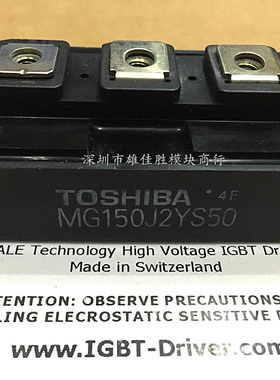 深圳市雄佳胜模块商行
TOSHIBA 4F
MG150J2YS50
ALE Technology High Voltage IGBT Dr
Made in Switzerland
TENTION: OBSERVE PRECAUTIONS
LING ELECROSTATIC SENSITIVE D
www.IGBT-Driver.com